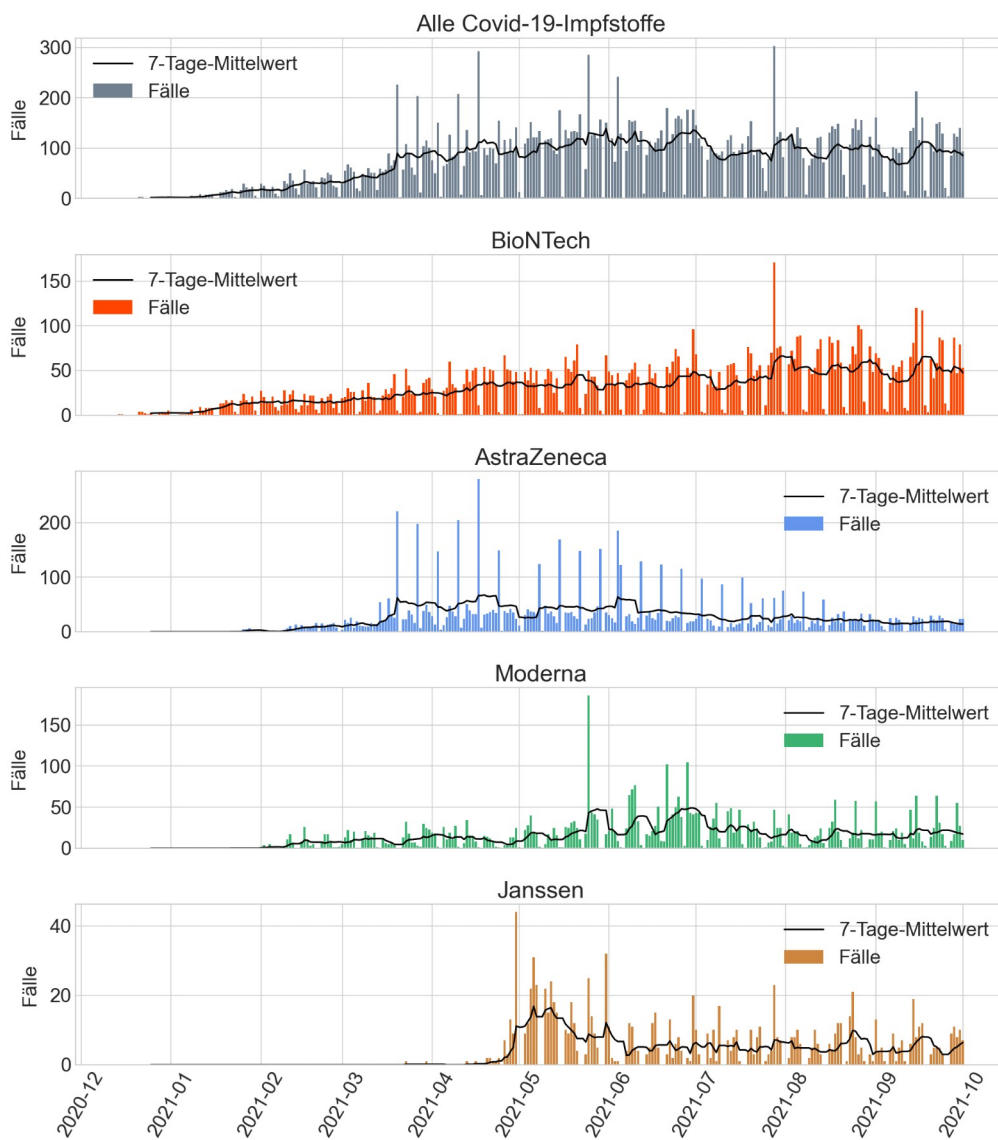 Alle Covid-19-Impfstoffe
300
200
100
0
Fälle
7-Tage-Mittelwert
Fälle
BioNTech
150
100
50
0
Fälle
7-Tage-Mittelwert
Fälle
AstraZeneca
200
100
0
Fälle
7-Tage-Mittelwert
Fälle
Moderna
150
100
50
0
Fälle
7-Tage-Mittelwert
Fälle
Janssen
40
20
0
Fälle
7-Tage-Mittelwert
Fälle
2020-12
2021-01
2021-02
2021-03
2021-04
2021-05
2021-06
2021-07
2021-08
2021-09
2021-10